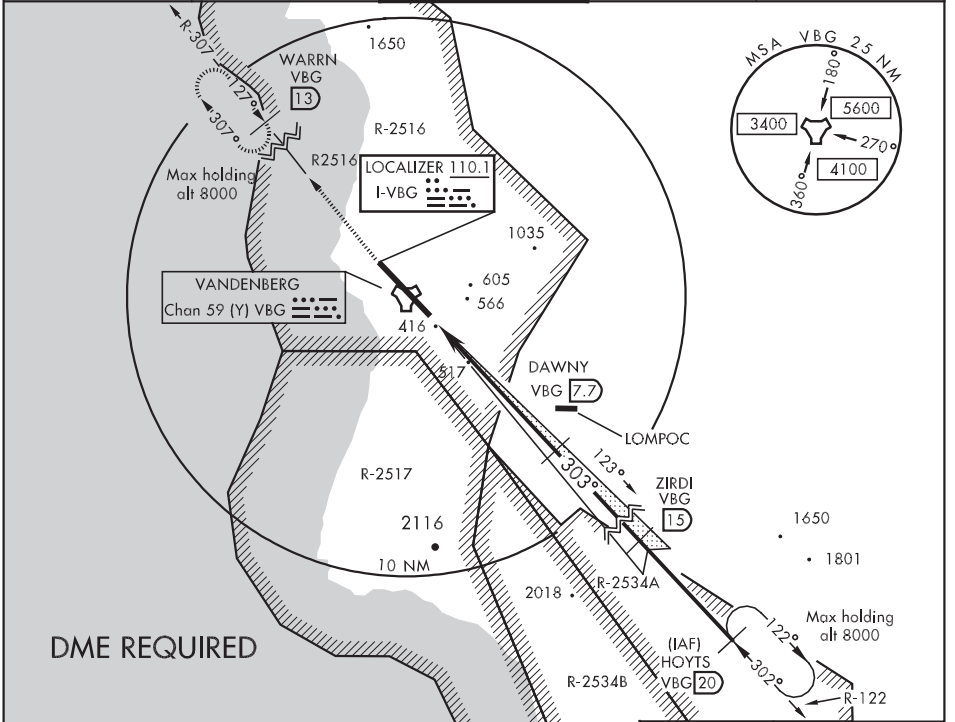 R-307
1650
WARRN
VBG
13
127°
307°
R-2516
Max holding
alt 8000
R2516
LOCALIZER 110.1
I-VBG
MSA VBG 25 NM
180°
5600
3400
270°
4100
360°
1035
605
566
VANDENBERG
Chan 59 (Y) VBG
416
517
DAWNY
VBG 7.7
LOMPOC
303°
123°
ZIRDI
VBG
15
R-2517
2116
10 NM
1650
1801
2018
R-2534A
Max holding
alt 8000
122°
302°
(IAF)
HOYTS
VBG 20
R-122
R-2534B
DME REQUIRED